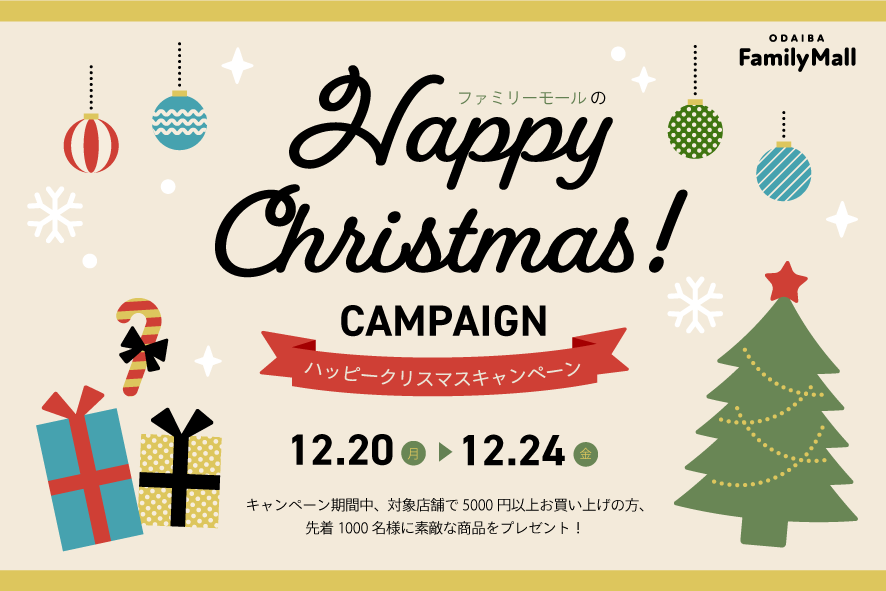 ODAIBA
FamilyMall
ファミリーモールの
Happy
Christmas!
CAMPAIGN
ハッピークリスマスキャンペーン
12.20 月 ▶ 12.24 金
キャンペーン期間中、対象店舗で 5000 円以上お買い上げの方、
先着 1000 名様に素敵な商品をプレゼント！